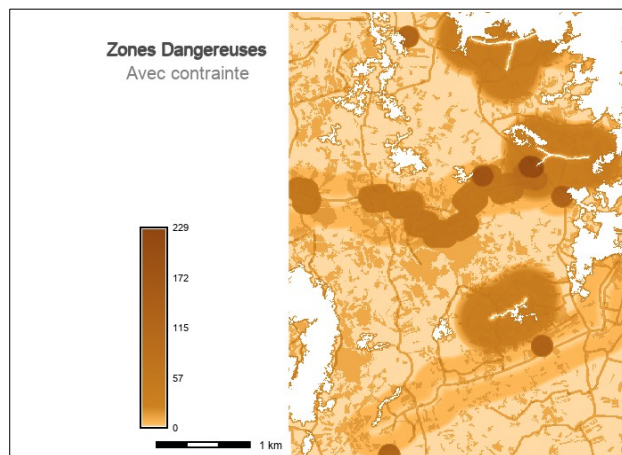 Zones Dangereuses
Avec contrainte
229
172
115
57
0
1 km